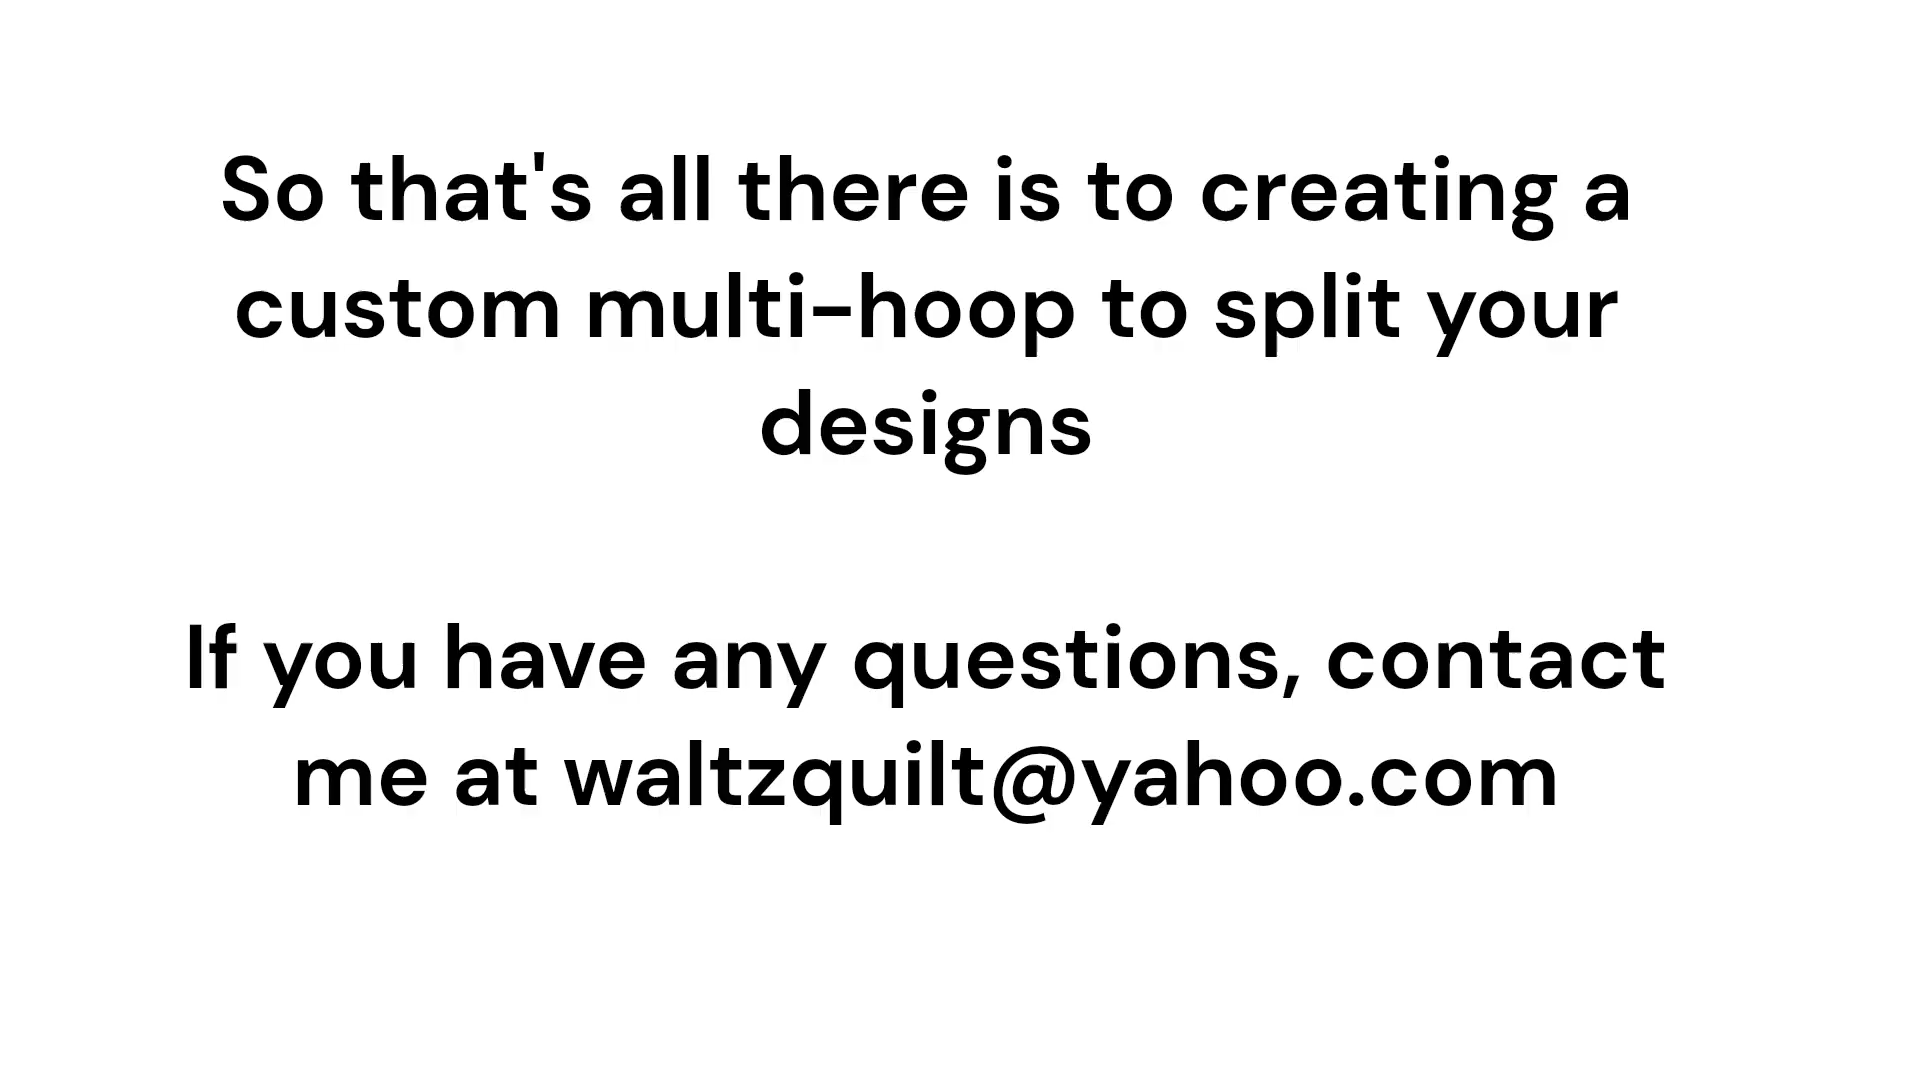 So that's all there is to creating a
custom multi-hoop to split your
designs
If you have any questions, contact
me at waltzquilt@yahoo.com